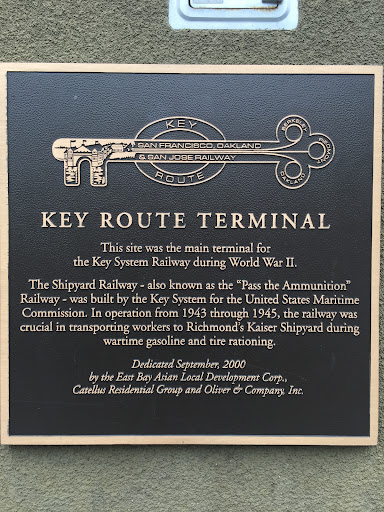 KEY
SAN FRANCISCO, OAKLAND
& SAN JOSE RAILWAY
ROUTE
BERKELEY
PIEDMONT
OAKLAND
KEY ROUTE TERMINAL
This site was the main terminal for
the Key System Railway during World War II.
The Shipyard Railway - also known as the "Pass the Ammunition"
Railway - was built by the Key System for the United States Maritime
Commission. In operation from 1943 through 1945, the railway was
crucial in transporting workers to Richmond's Kaiser Shipyard during
wartime gasoline and tire rationing.
Dedicated September, 2000
by the East Bay Asian Local Development Corp.,
Catellus Residential Group and Oliver & Company, Inc.